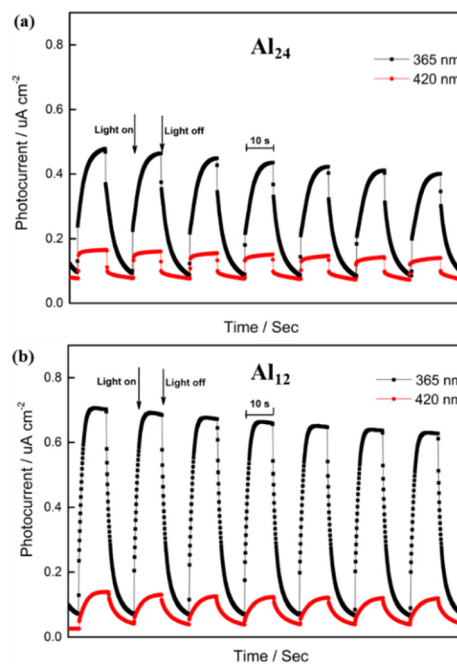 (a)
Al24
365 nm
420 nm
Light on
Light off
10 s
0.8
0.6
0.4
0.2
0.0
Photocurrent / uA cm-2
Time / Sec
(b)
Al12
365 nm
420 nm
Light on
Light off
10 s
0.8
0.6
0.4
0.2
0.0
Photocurrent / uA cm-2
Time / Sec